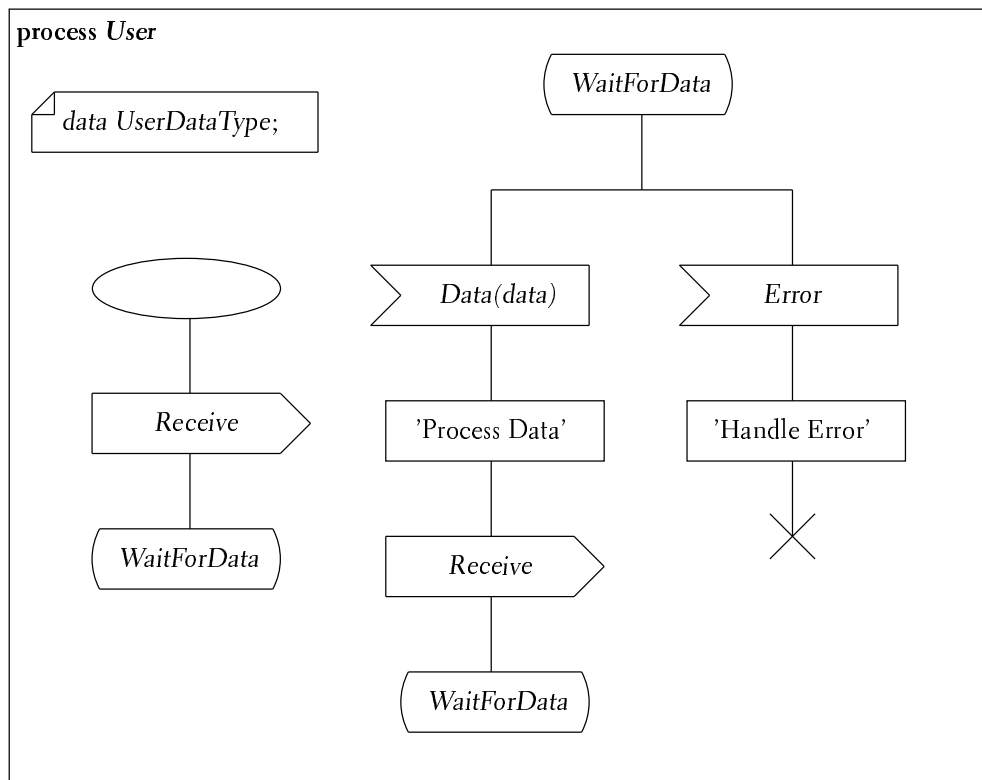 process User
data UserDataType;
WaitForData
Data(data)
Error
Receive
'Process Data'
'Handle Error'
WaitForData
Receive
WaitForData